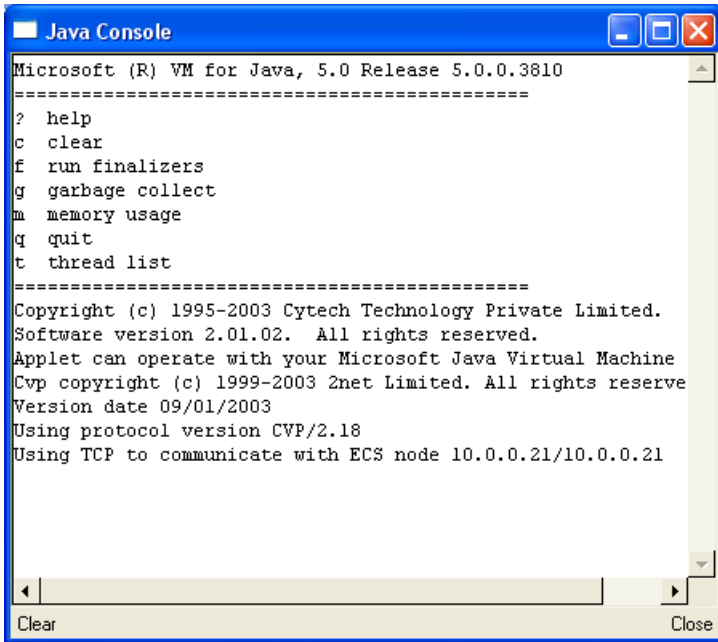 Java Console
Microsoft (R) VM for Java, 5.0 Release 5.0.0.3810
==============================================
?  help
c  clear
f  run finalizers
g  garbage collect
m  memory usage
q  quit
t  thread list
==============================================
Copyright (c) 1995-2003 Cytech Technology Private Limited.
Software version 2.01.02.  All rights reserved.
Applet can operate with your Microsoft Java Virtual Machine
Cvp copyright (c) 1999-2003 2net Limited. All rights reserve
Version date 09/01/2003
Using protocol version CVP/2.18
Using TCP to communicate with ECS node 10.0.0.21/10.0.0.21
Clear
Close